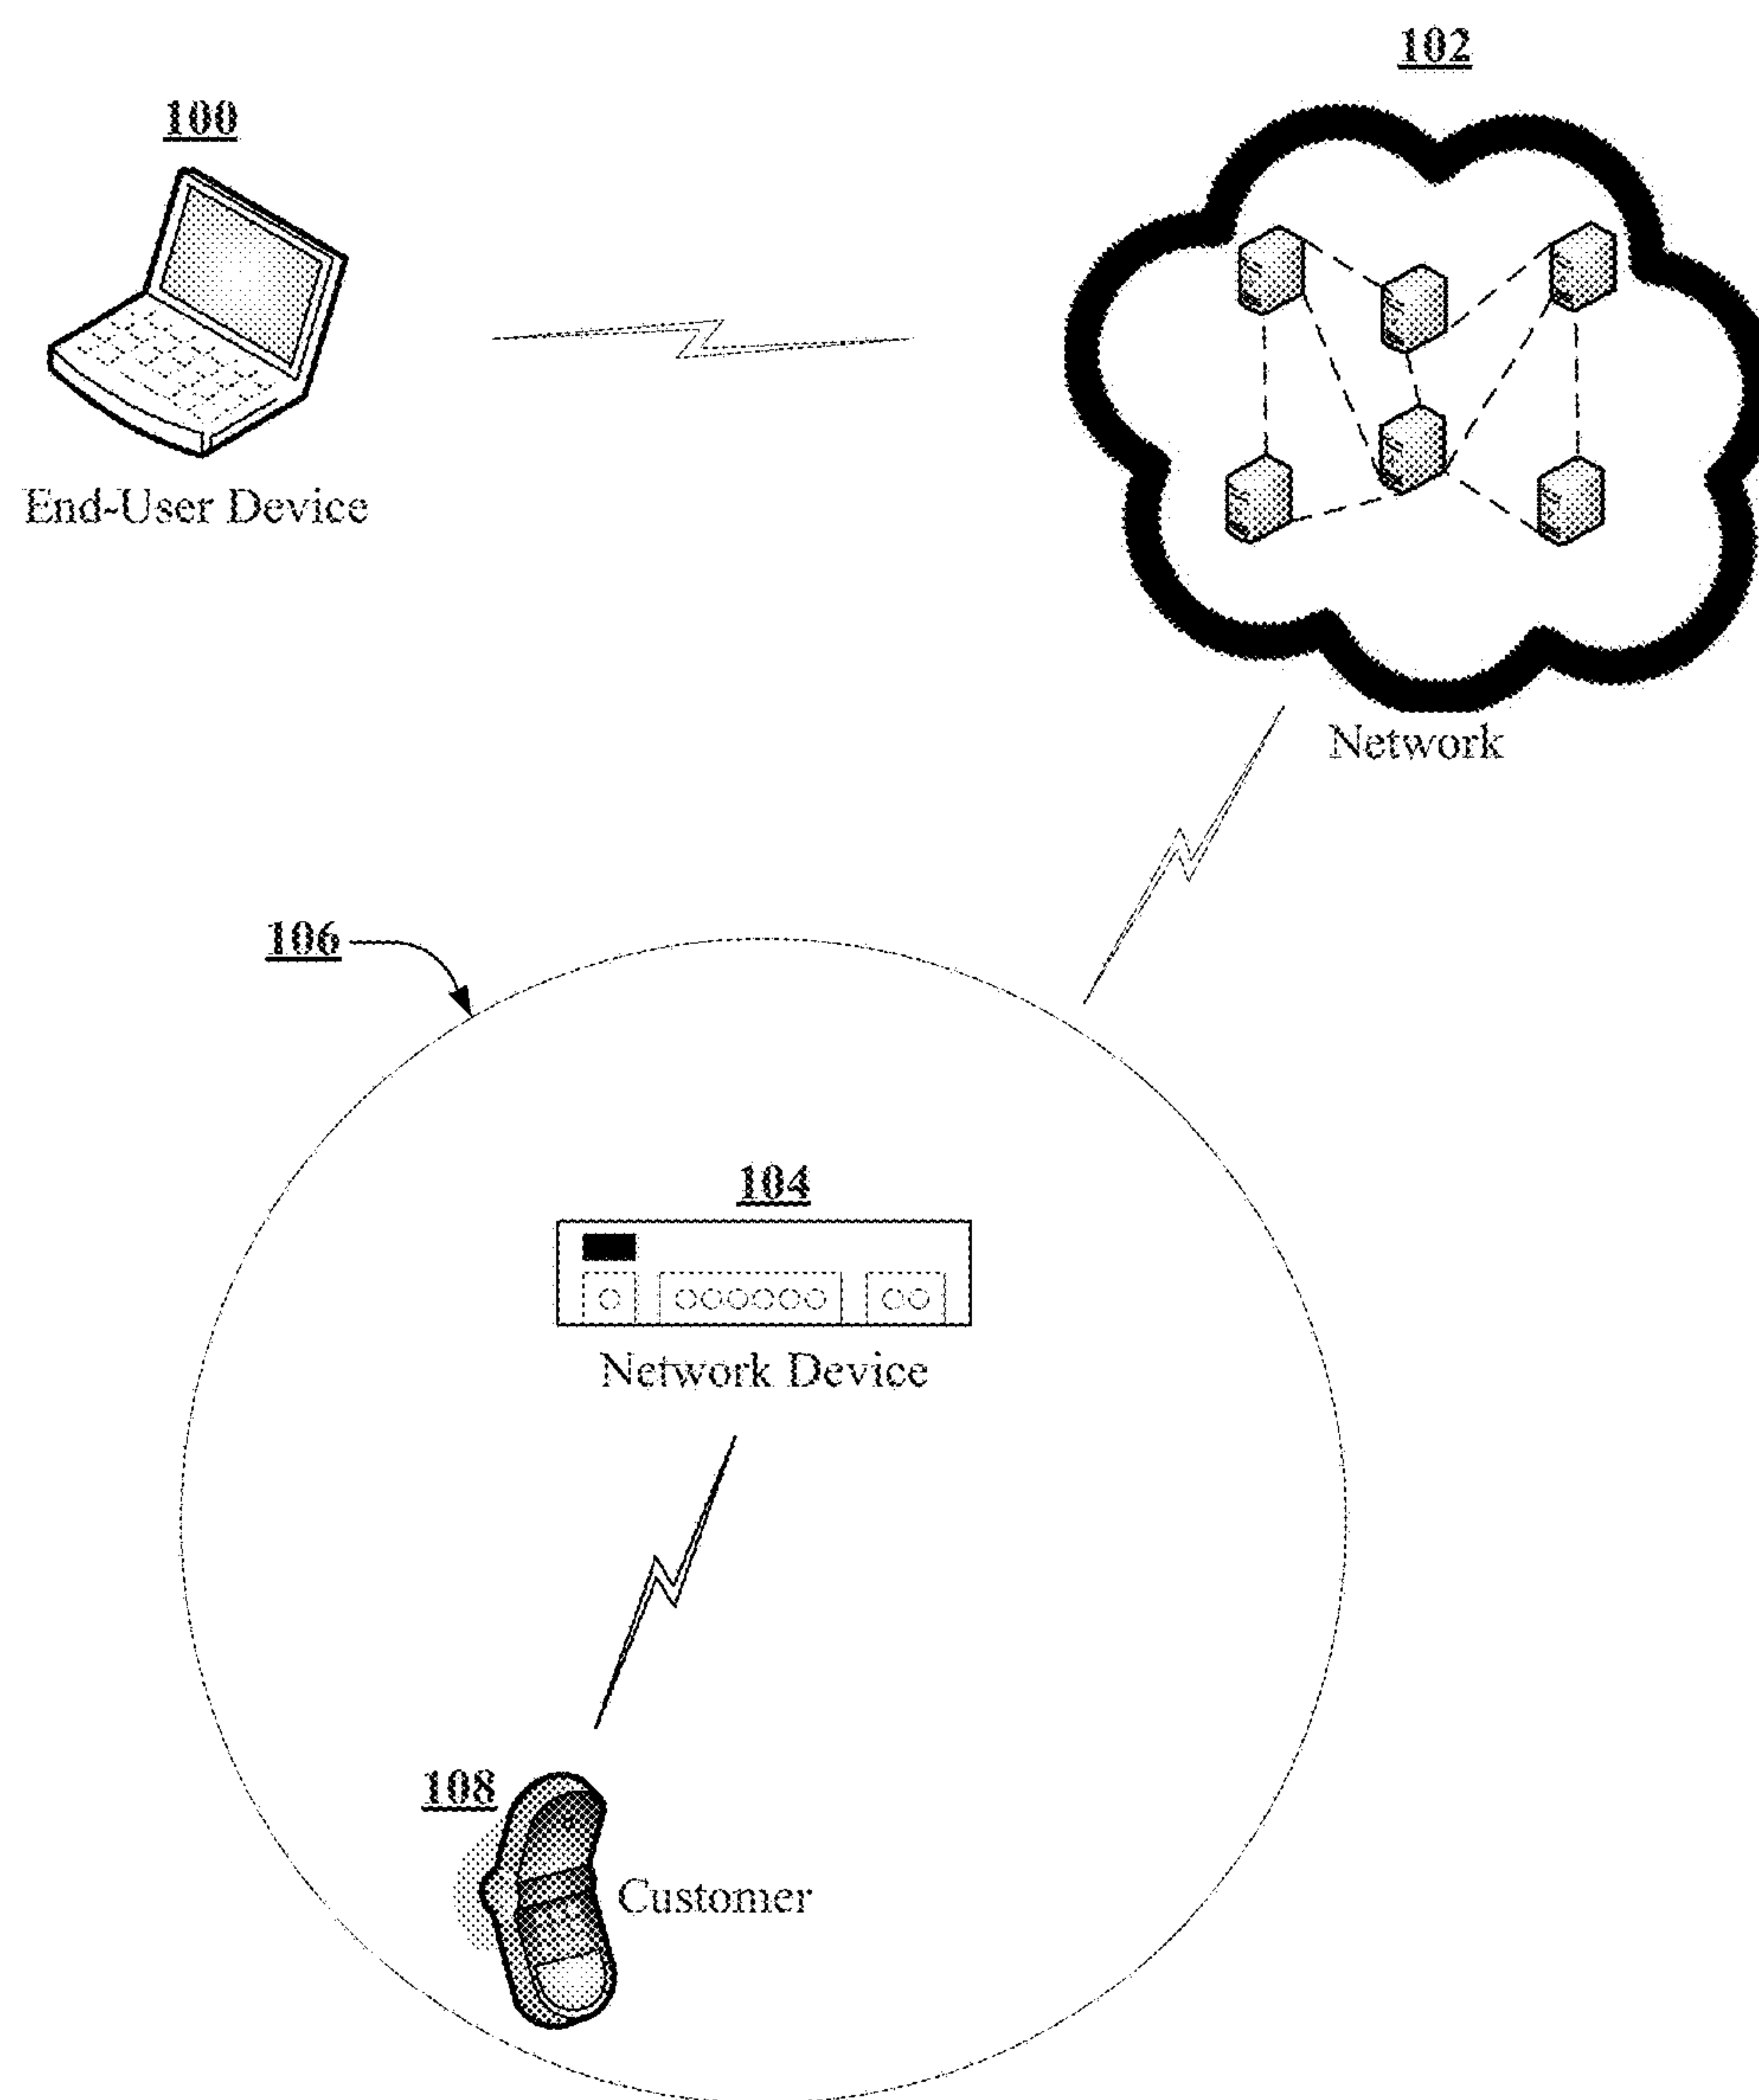 102
100
End-User Device
Network
106
104
Network Device
108
Customer